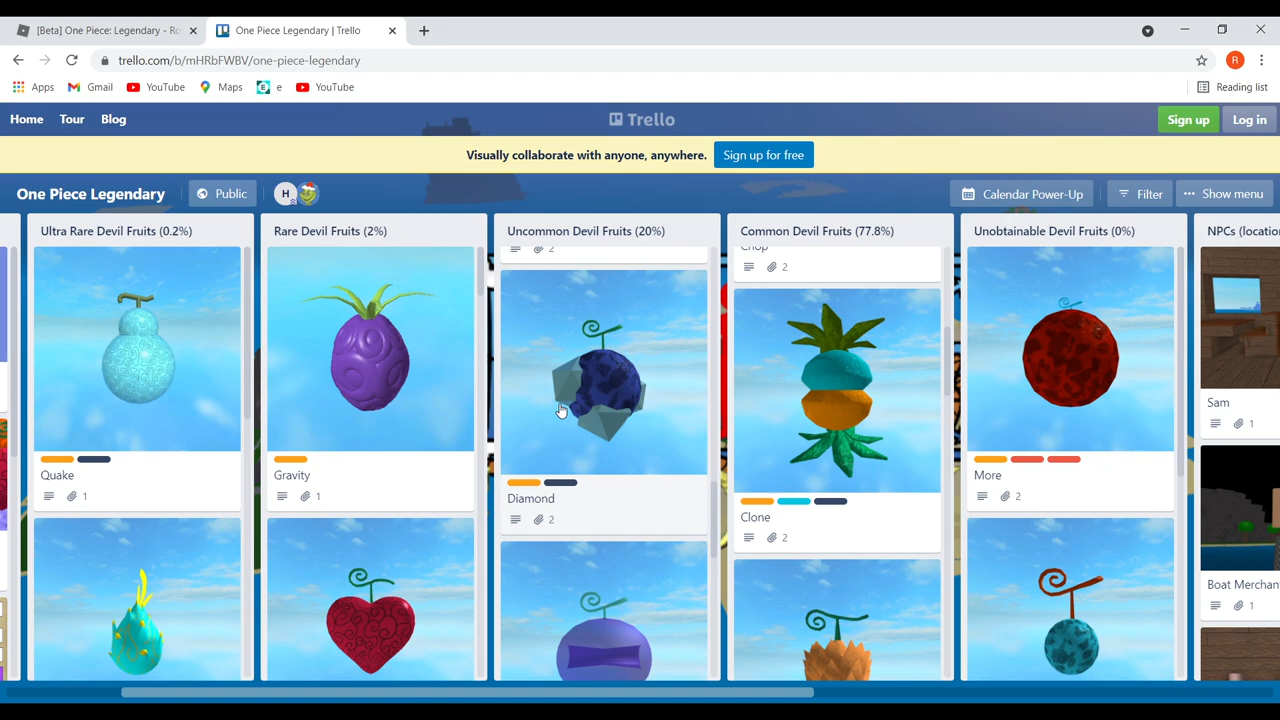 [Beta] One Piece: Legendary - Ro
One Piece Legendary | Trello
trello.com/b/mHRbFWBV/one-piece-legendary
R
Apps
Gmail
YouTube
Maps
e
YouTube
Reading list
Home
Tour
Blog
Trello
Sign up
Log in
Visually collaborate with anyone, anywhere.
Sign up for free
One Piece Legendary
Public
H
Calendar Power-Up
Filter
Show menu
Ultra Rare Devil Fruits (0.2%)
Quake
1
Rare Devil Fruits (2%)
Gravity
1
Uncommon Devil Fruits (20%)
2
Diamond
2
Common Devil Fruits (77.8%)
Chop
2
Clone
2
Unobtainable Devil Fruits (0%)
More
2
NPCs (locatio
Sam
1
Boat Merchan
1